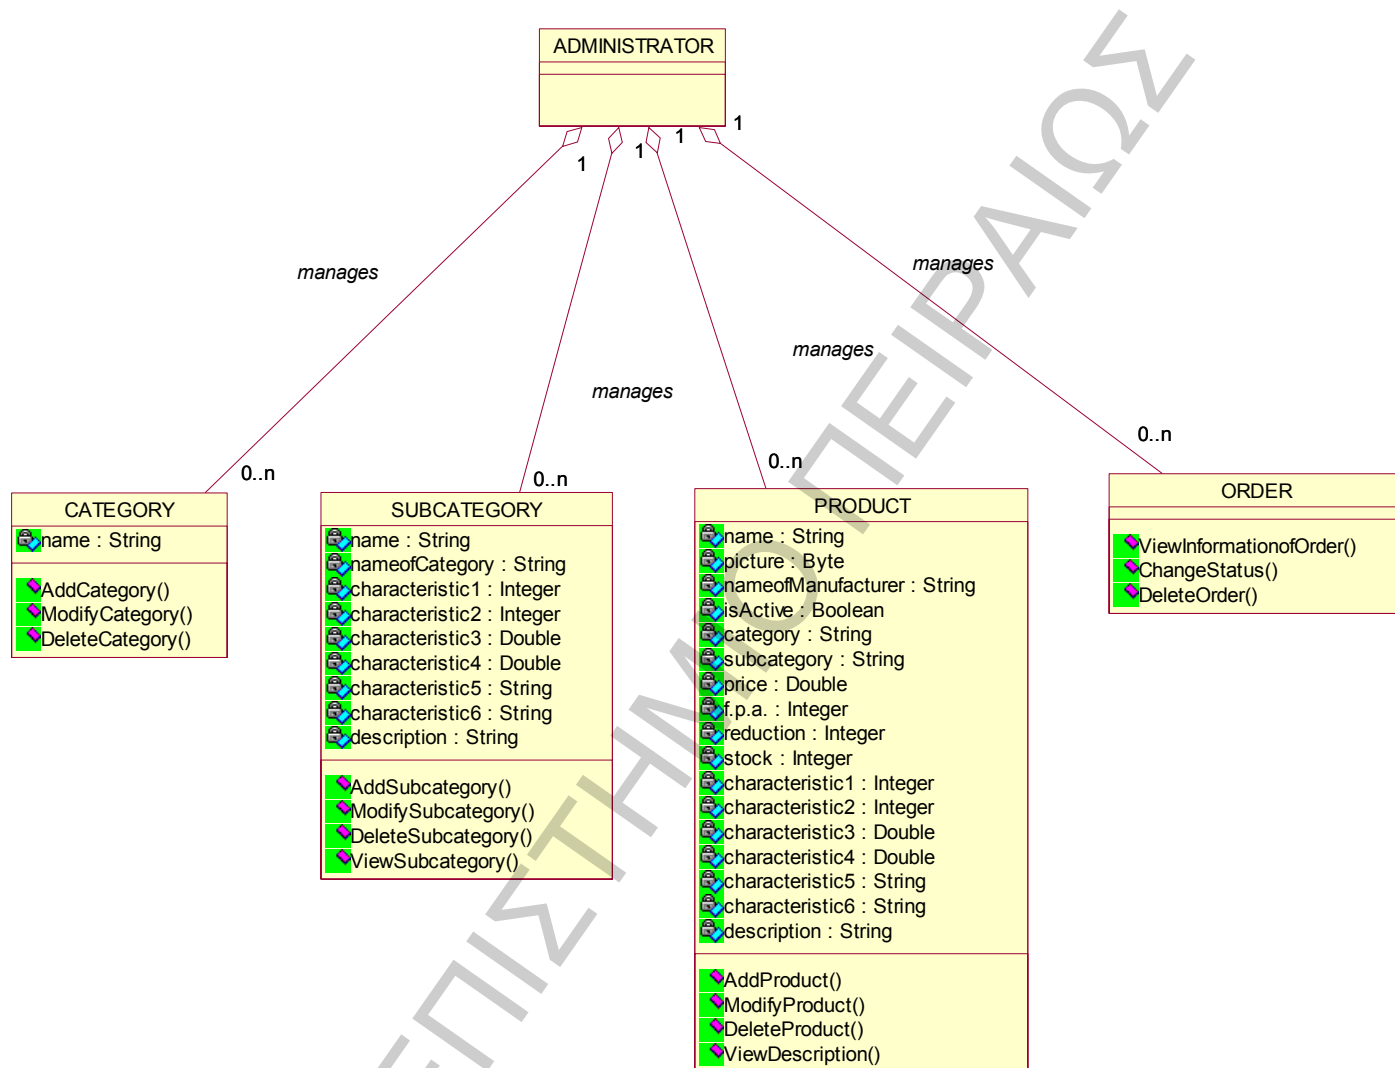 ADMINISTRATOR
1
1
1
1
manages
manages
manages
manages
0..n
0..n
0..n
0..n
CATEGORY
name : String
AddCategory()
ModifyCategory()
DeleteCategory()
SUBCATEGORY
name : String
nameofCategory : String
characteristic1 : Integer
characteristic2 : Integer
characteristic3 : Double
characteristic4 : Double
characteristic5 : String
characteristic6 : String
description : String
AddSubcategory()
ModifySubcategory()
DeleteSubcategory()
ViewSubcategory()
PRODUCT
name : String
picture : Byte
nameofManufacturer : String
isActive : Boolean
category : String
subcategory : String
price : Double
f.p.a. : Integer
reduction : Integer
stock : Integer
characteristic1 : Integer
characteristic2 : Integer
characteristic3 : Double
characteristic4 : Double
characteristic5 : String
characteristic6 : String
description : String
AddProduct()
ModifyProduct()
DeleteProduct()
ViewDescription()
ORDER
ViewInformationofOrder()
ChangeStatus()
DeleteOrder()
ΕΠΙΣΤΗΜΙΟ ΠΕΙΡΑΙΩΣ